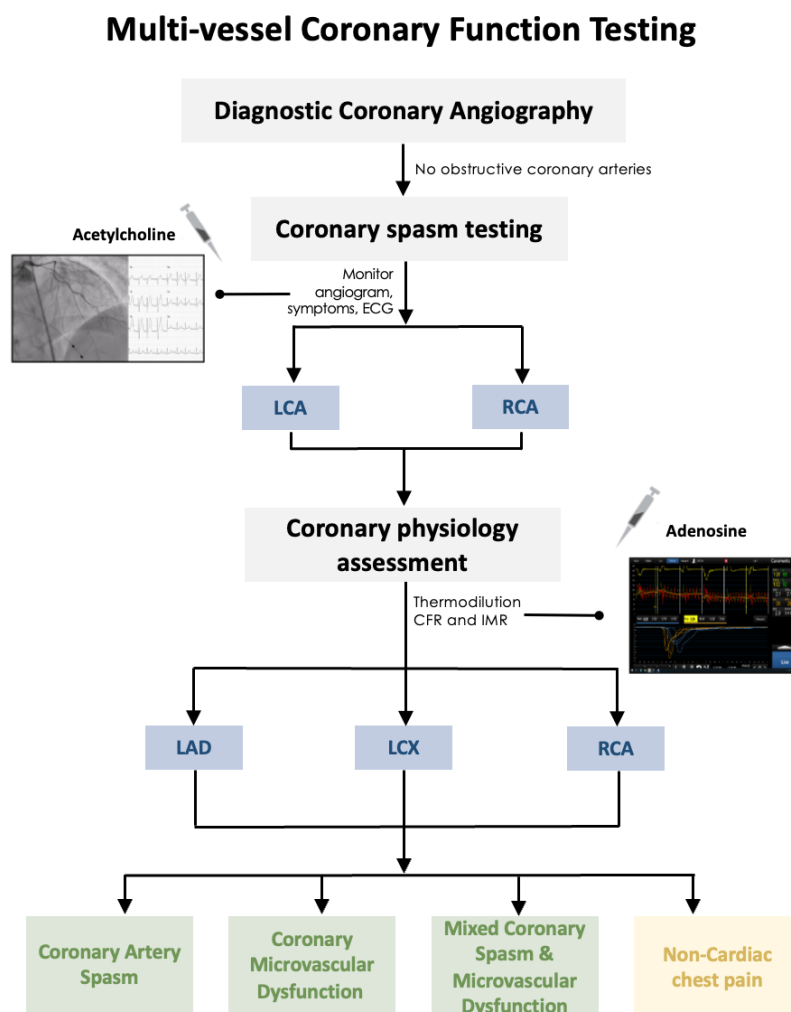 Multi-vessel Coronary Function Testing
Diagnostic Coronary Angiography
No obstructive coronary arteries
Acetylcholine
Coronary spasm testing
Monitor
angiogram,
symptoms, ECG
LCA
RCA
Coronary physiology
assessment
Adenosine
Thermodilution
CFR and IMR
LAD
LCX
RCA
Coronary Artery
Spasm
Coronary
Microvascular
Dysfunction
Mixed Coronary
Spasm &
Microvascular
Dysfunction
Non-Cardiac
chest pain